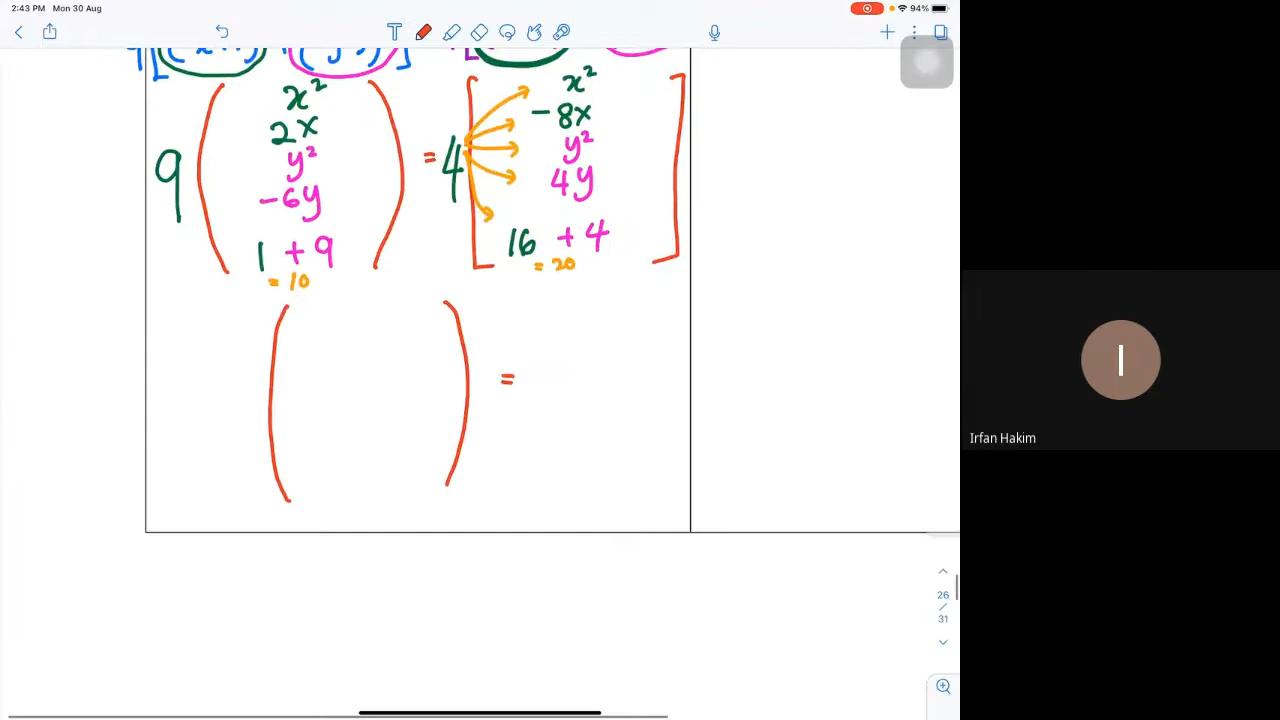 2:43 PM Mon 30 Aug
94%
T
x²
2x
y²
-6y
1 + 9
= 10
9
= 4
x²
-8x
y²
4y
16 + 4
= 20
=
Irfan Hakim
I
26
/
31